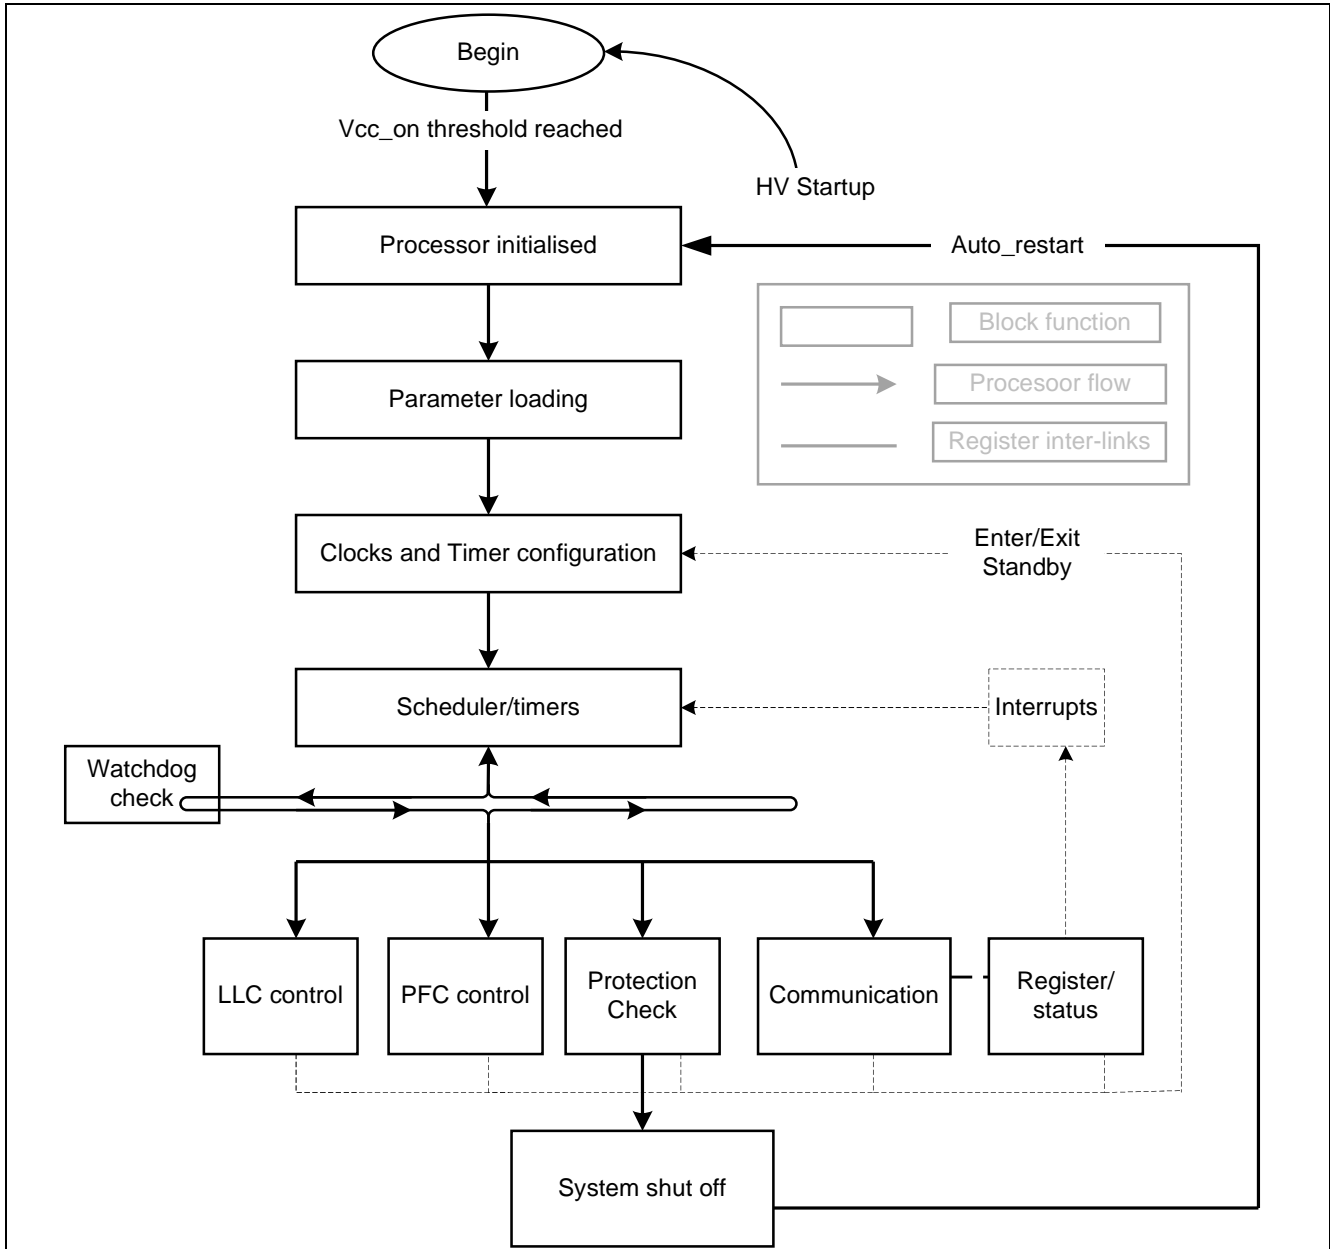 Begin
Vcc_on threshold reached
HV Startup
Processor initialised
Auto_restart
Block function
Parameter loading
Procesoor flow
Register inter-links
Clocks and Timer configuration
Enter/Exit
Standby
Scheduler/timers
Interrupts
Watchdog
check
LLC control
PFC control
Protection
Check
Communication
Register/
status
System shut off